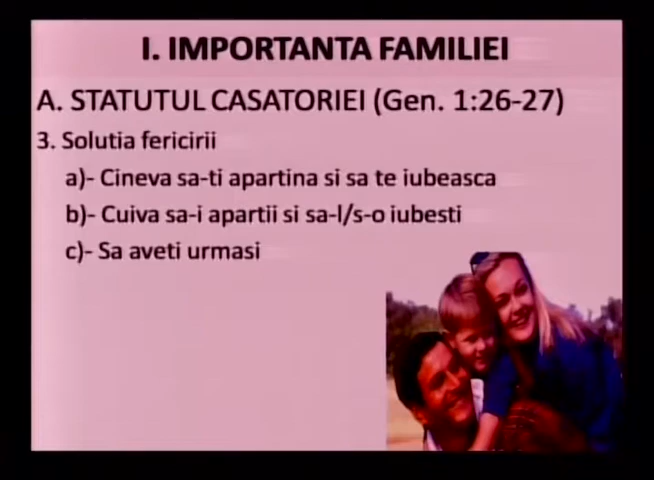 I. IMPORTANTA FAMILIEI
A. STATUTUL CASATORIEI (Gen. 1:26-27)
3. Solutia fericirii
a)- Cineva sa-ti apartina si sa te iubeasca
b)- Cuiva sa-i apartii si sa-l/s-o iubesti
c)- Sa aveti urmasi